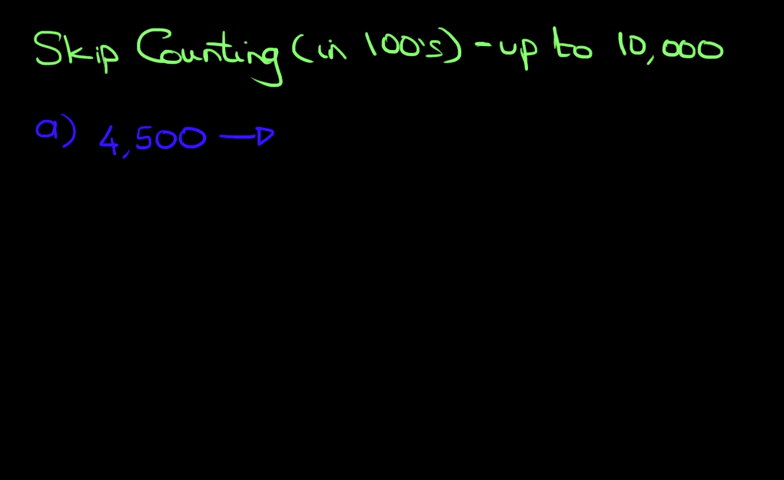 Skip Counting (in 100's) - up to 10,000
a) 4,500 →